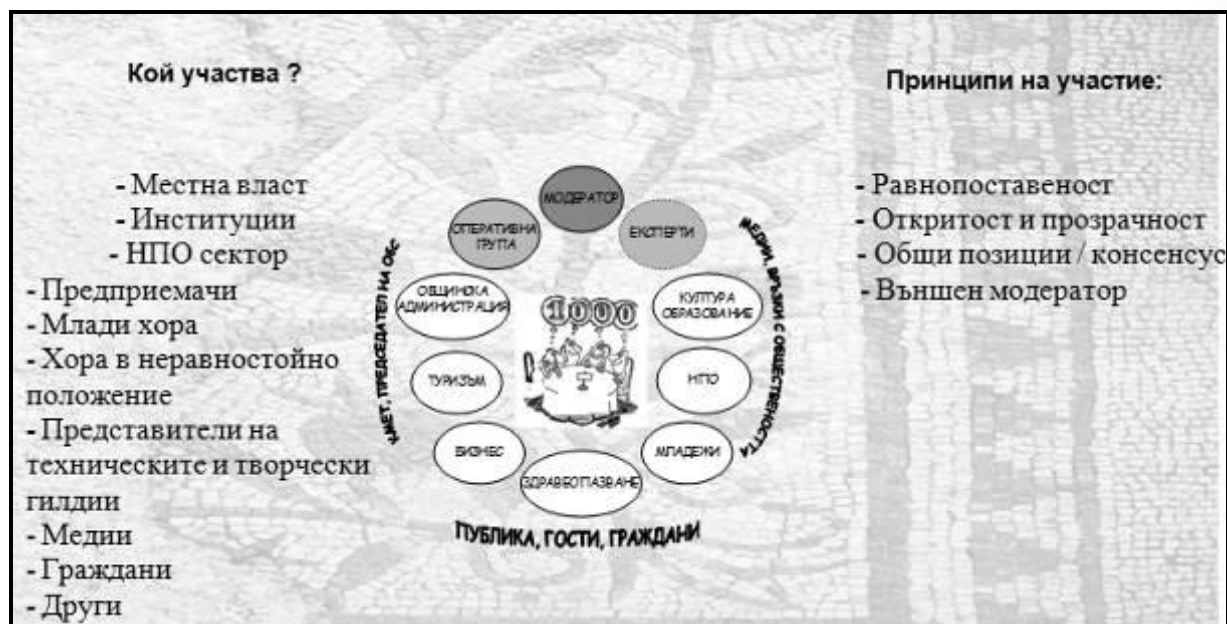 Кой участва ?
- Местна власт
- Институции
- НПО сектор
- Предприемачи
- Млади хора
- Хора в неравностойно
положение
- Представители на
техническите и творчески
гилдии
- Медии
- Граждани
- Други
МОДЕРАТОР
ОПЕРАТИВНА
ГРУПА
ЕКСПЕРТИ
ОБЩИНСКА
АДМИНИСТРАЦИЯ
КУЛТУРА
ОБРАЗОВАНИЕ
1000
ТУРИЗЪМ
НПО
БИЗНЕС
МЛАДЕЖИ
ЗДРАВЕОПАЗВАНЕ
КМЕТ, ПРЕДСЕДАТЕЛ НА ОБС
МЕДИИ, ВРЪЗКИ С ОБЩЕСТВЕНОСТТА
ПУБЛИКА, ГОСТИ, ГРАЖДАНИ
Принципи на участие:
- Равнопоставеност
- Откритост и прозрачност
- Общи позиции / консенсус
- Външен модератор